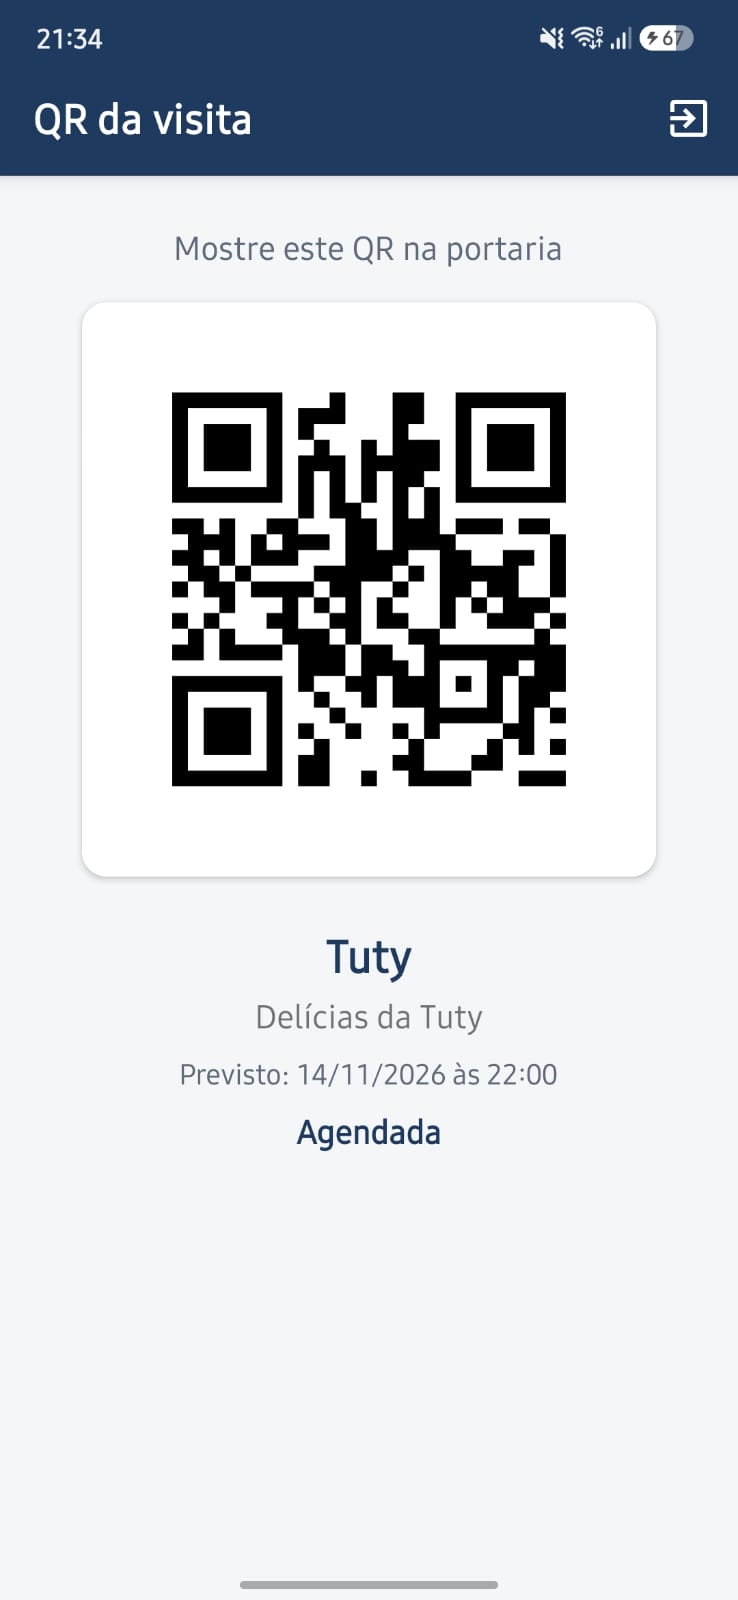 21:34
6
67
QR da visita
Mostre este QR na portaria
Tuty
Delícias da Tuty
Previsto: 14/11/2026 às 22:00
Agendada